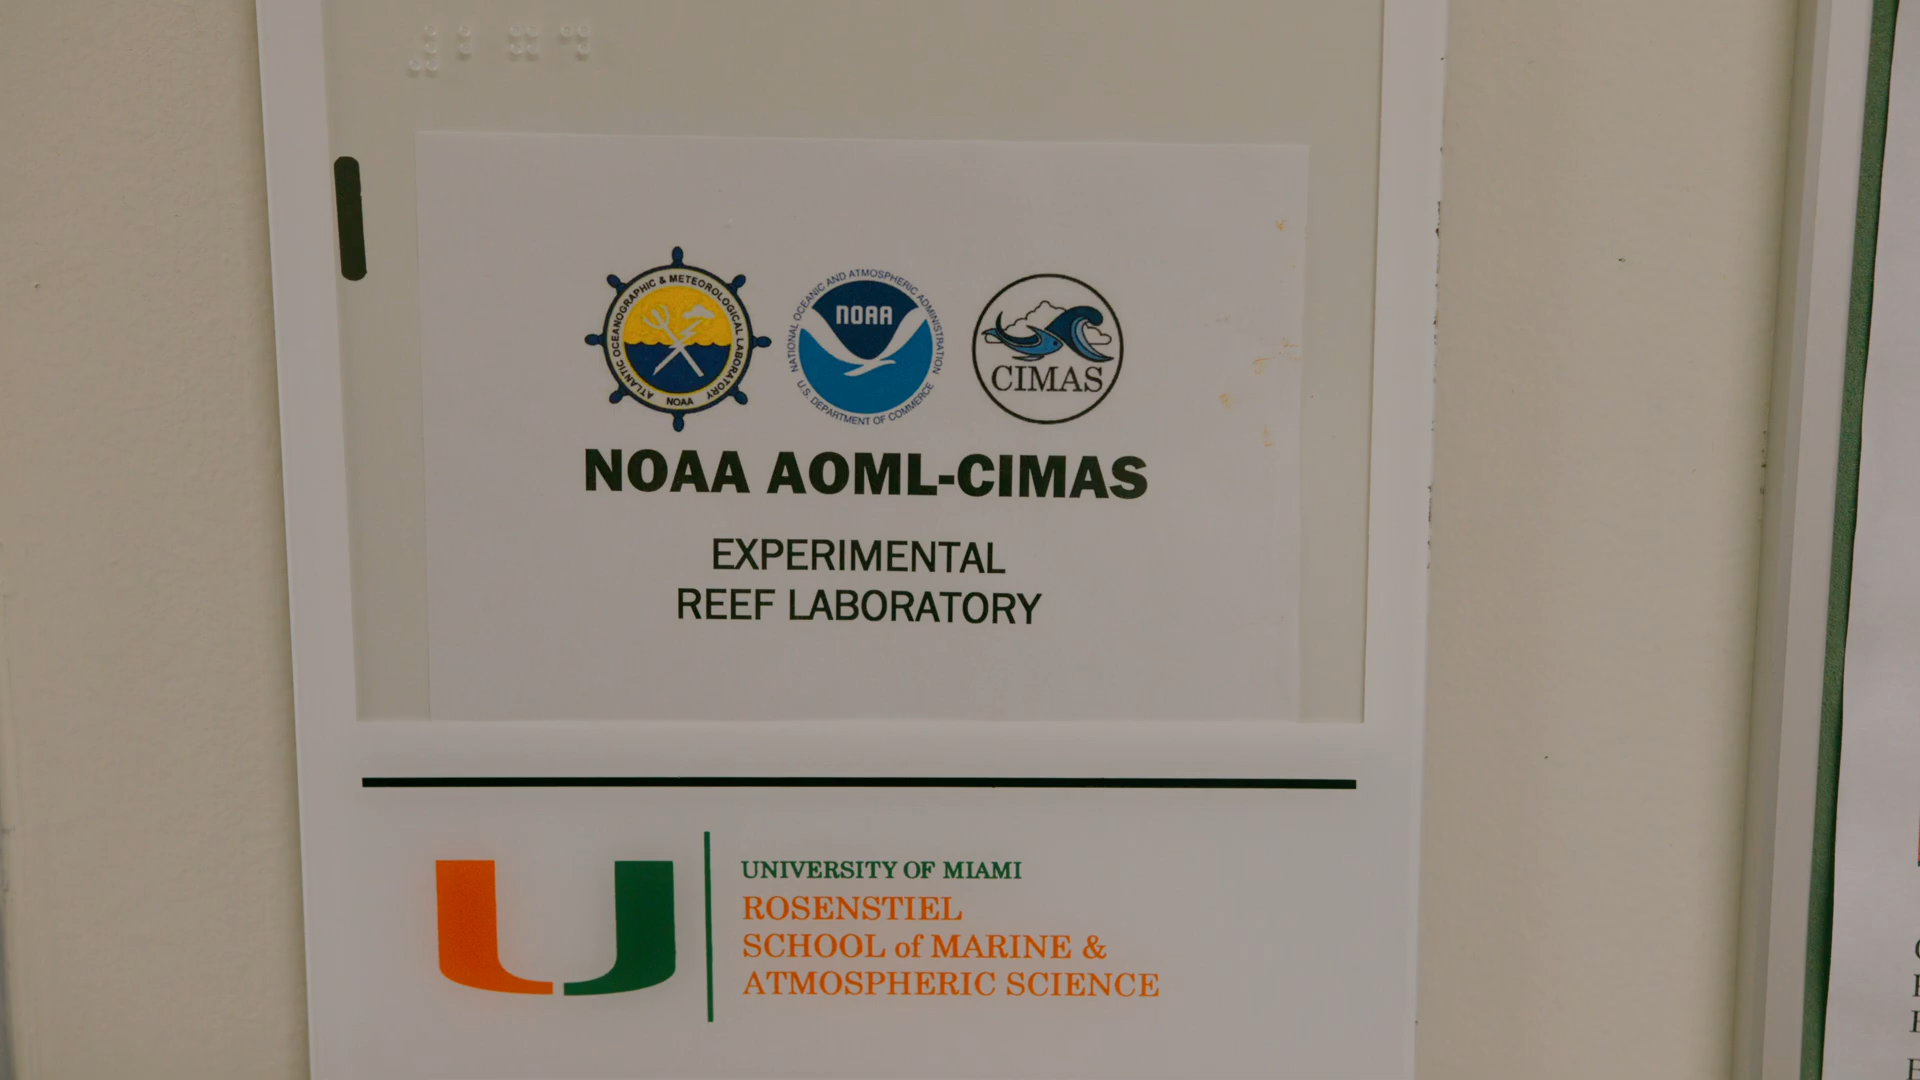 ATLANTIC OCEANOGRAPHIC & METEOROLOGICAL LABORATORY
NOAA
NATIONAL OCEANIC AND ATMOSPHERIC ADMINISTRATION
NOAA
U.S. DEPARTMENT OF COMMERCE
CIMAS
NOAA AOML-CIMAS
EXPERIMENTAL
REEF LABORATORY
UNIVERSITY OF MIAMI
ROSENSTIEL
SCHOOL of MARINE &
ATMOSPHERIC SCIENCE